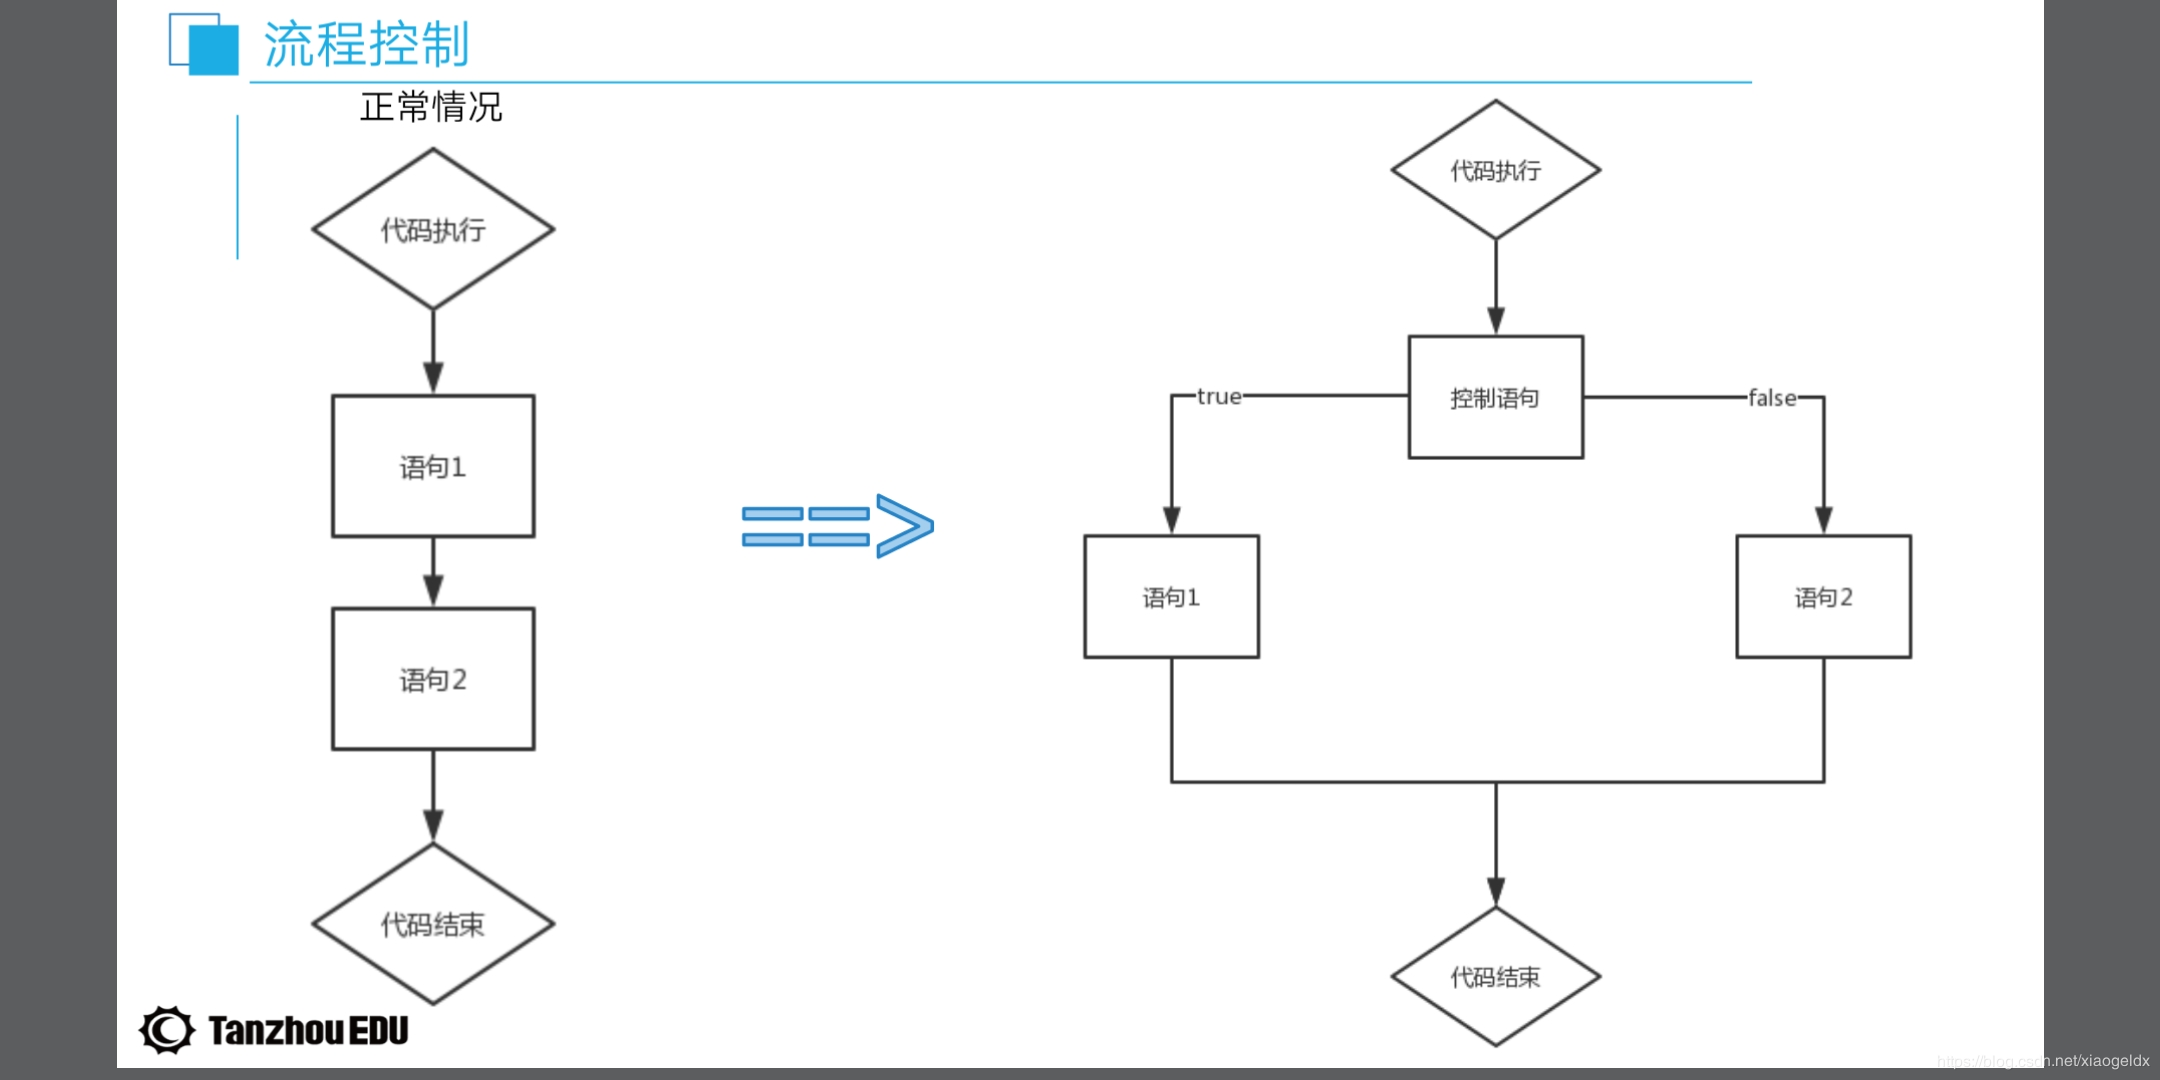 流程控制
正常情况
代码执行
语句1
语句2
代码结束
代码执行
控制语句
true
false
语句1
语句2
代码结束
Tanzhou EDU
https://blog.csdn.net/xiaogeldx